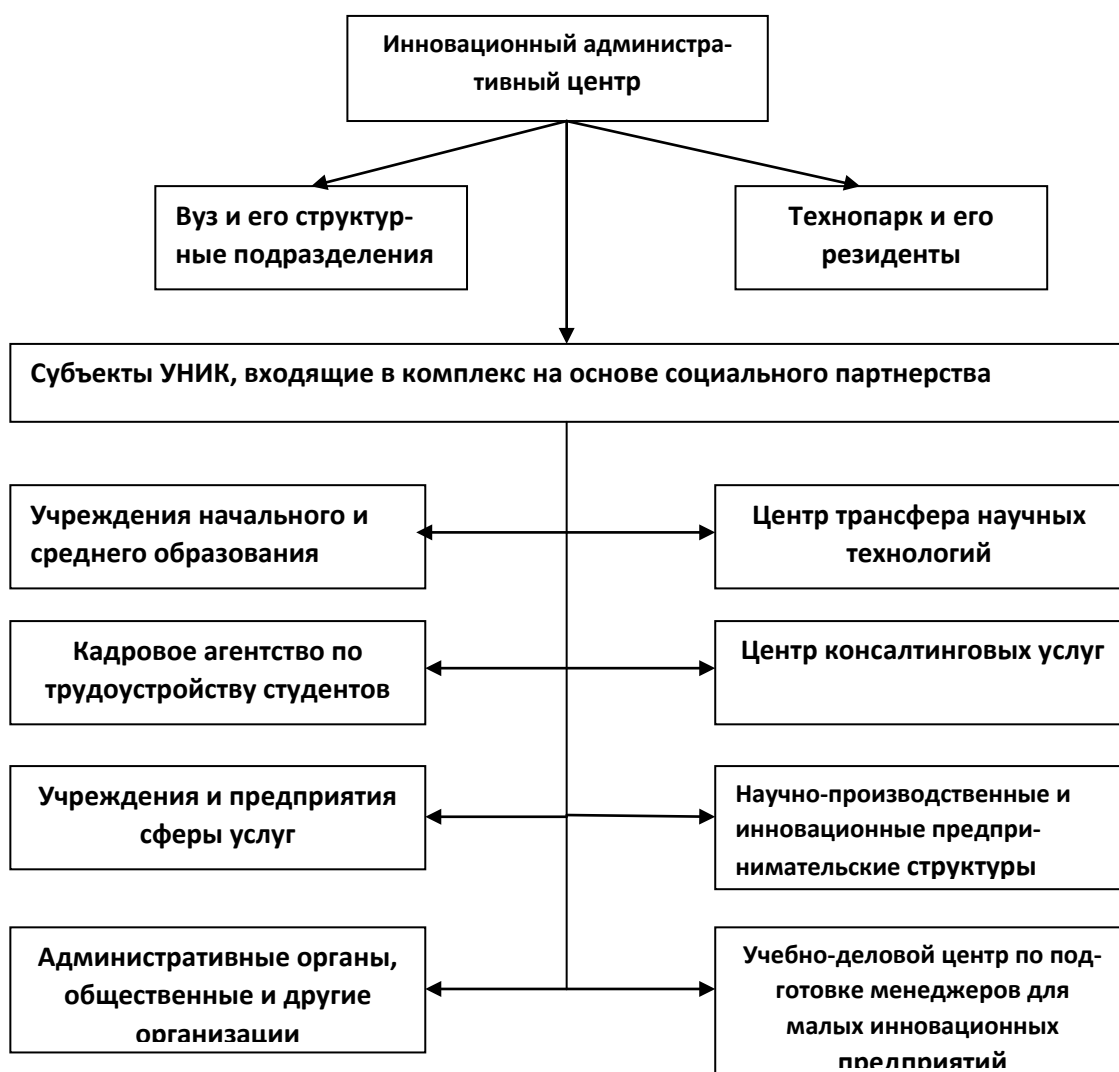 Инновационный администра-
тивный центр
Вуз и его структур-
ные подразделения
Технопарк и его
резиденты
Субъекты УНИК, входящие в комплекс на основе социального партнерства
Учреждения начального и
среднего образования
Центр трансфера научных
технологий
Кадровое агентство по
трудоустройству студентов
Центр консалтинговых услуг
Учреждения и предприятия
сферы услуг
Научно-производственные и
инновационные предпри-
нимательские структуры
Административные органы,
общественные и другие
организации
Учебно-деловой центр по под-
готовке менеджеров для
малых инновационных
предприятий